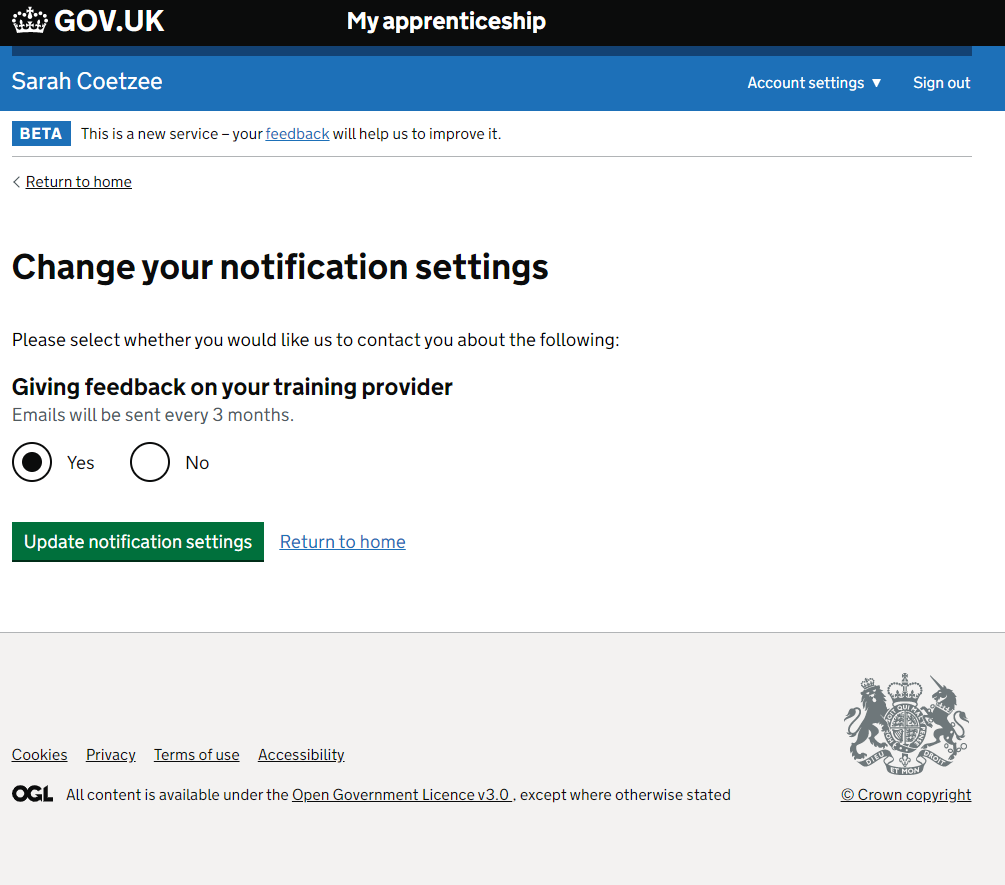 GOV.UK My apprenticeship
Sarah Coetzee Account settings ▼ Sign out
BETA This is a new service – your feedback will help us to improve it.
Return to home
Change your notification settings
Please select whether you would like us to contact you about the following:
Giving feedback on your training provider
Emails will be sent every 3 months.
Yes No
Update notification settings Return to home
Cookies Privacy Terms of use Accessibility
DIEU ET MON DROIT
OGL All content is available under the Open Government Licence v3.0 , except where otherwise stated
© Crown copyright